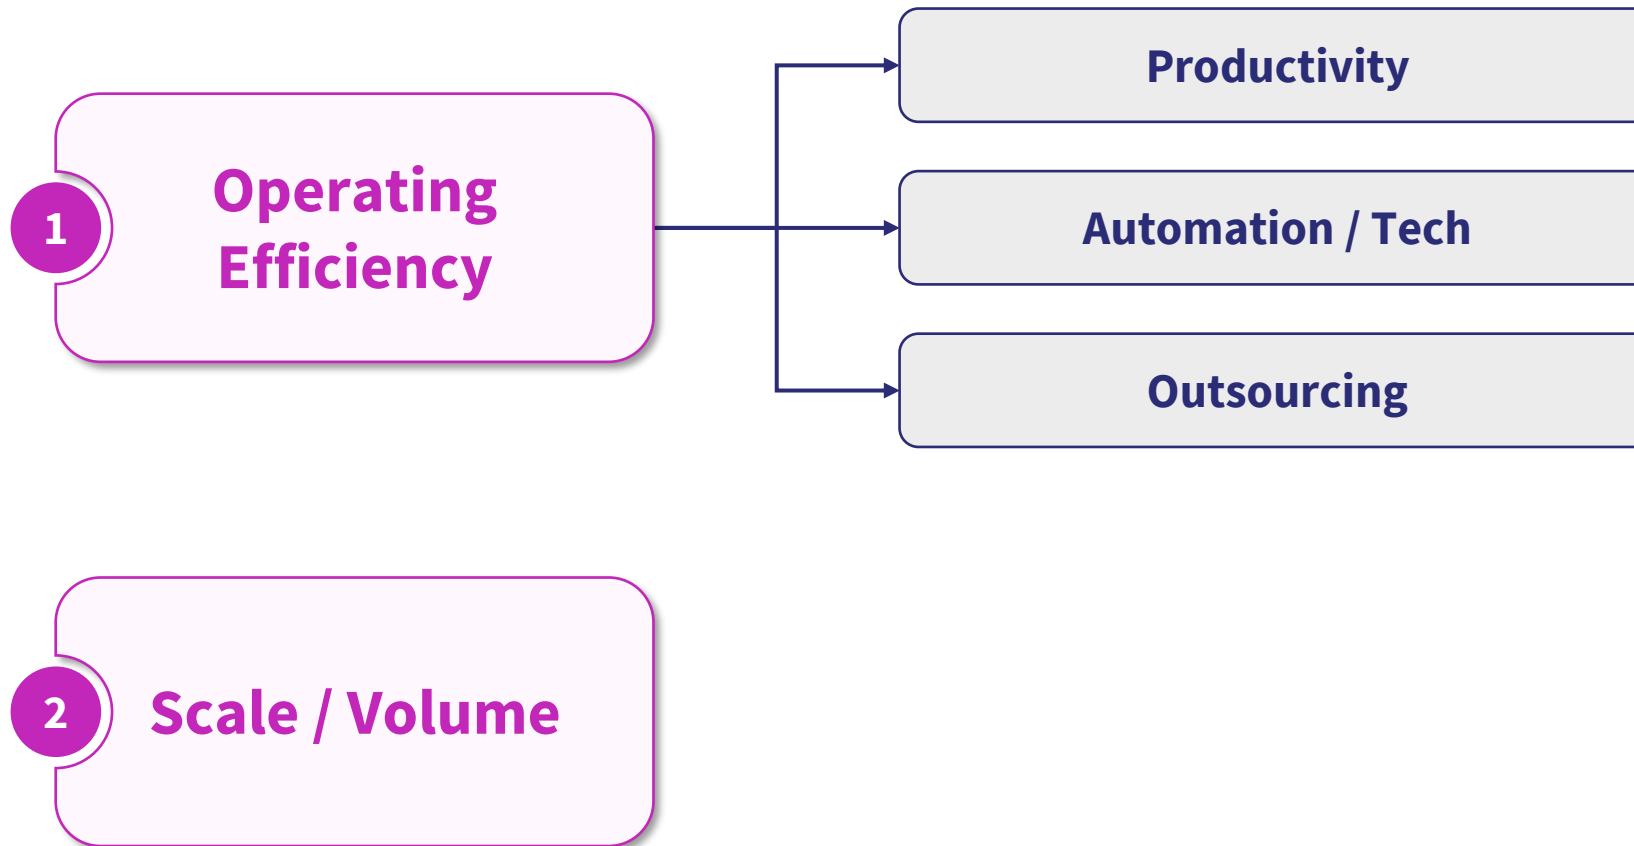 1
Operating
Efficiency
Productivity
Automation / Tech
Outsourcing
2
Scale / Volume